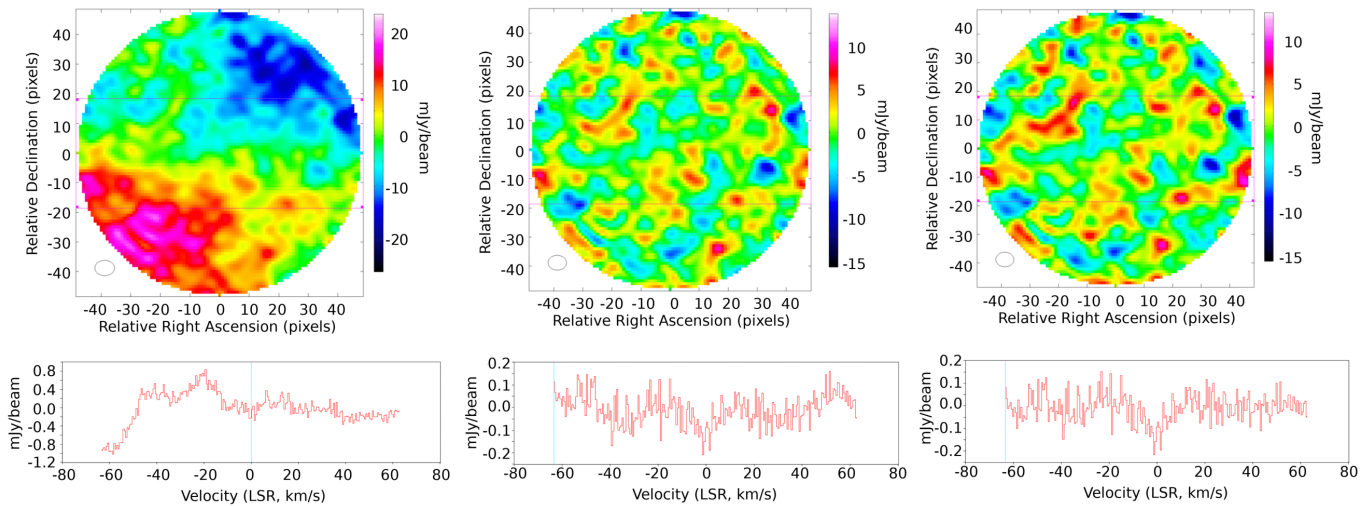 40
30
20
10
0
-10
-20
-30
-40
Relative Declination (pixels)
-40 -30 -20 -10 0 10 20 30 40
Relative Right Ascension (pixels)
20
10
0
-10
-20
mJy/beam
40
30
20
10
0
-10
-20
-30
-40
Relative Declination (pixels)
-40 -30 -20 -10 0 10 20 30 40
Relative Right Ascension (pixels)
10
5
0
-5
-10
-15
mJy/beam
40
30
20
10
0
-10
-20
-30
-40
Relative Declination (pixels)
-40 -30 -20 -10 0 10 20 30 40
Relative Right Ascension (pixels)
10
5
0
-5
-10
-15
mJy/beam
0.8
0.4
0.0
-0.4
-0.8
-1.2
mJy/beam
-80 -60 -40 -20 0 20 40 60 80
Velocity (LSR, km/s)
0.2
0.1
0.0
-0.1
-0.2
mJy/beam
-80 -60 -40 -20 0 20 40 60 80
Velocity (LSR, km/s)
0.2
0.1
0.0
-0.1
-0.2
mJy/beam
-80 -60 -40 -20 0 20 40 60 80
Velocity (LSR, km/s)